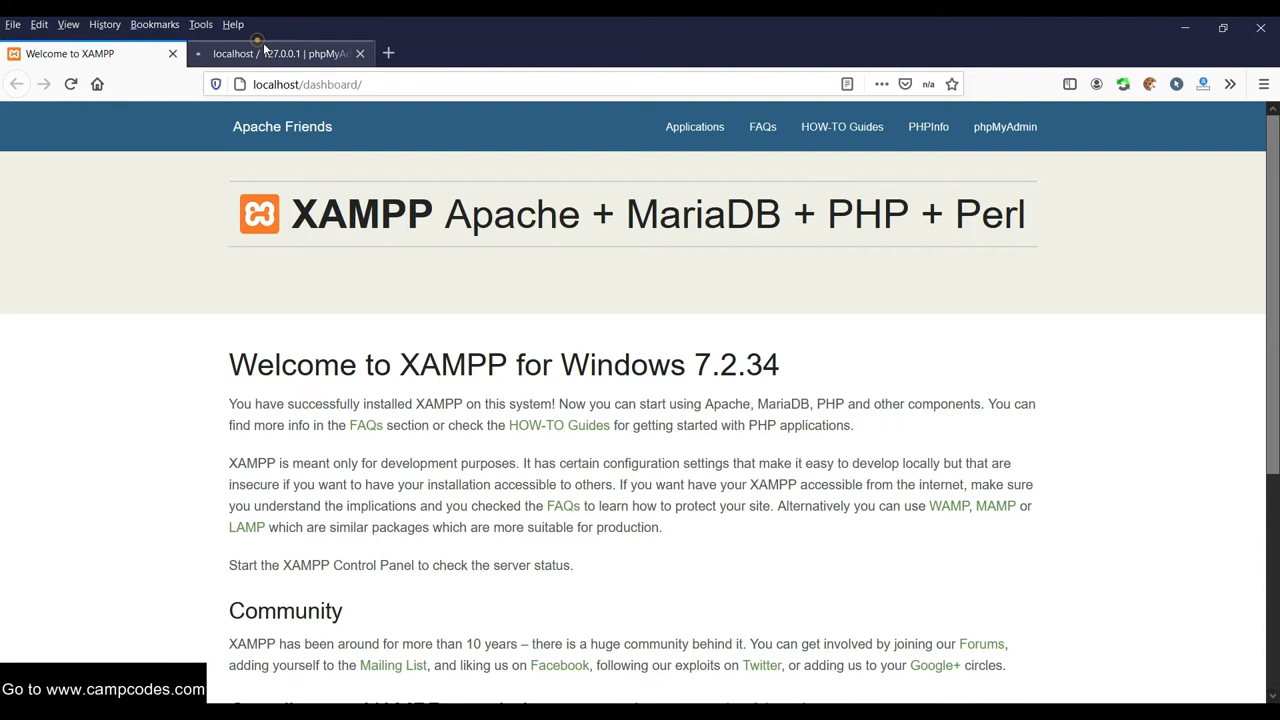 File Edit View History Bookmarks Tools Help
Welcome to XAMPP
localhost / 127.0.0.1 | phpMyAd
localhost/dashboard/
n/a
Apache Friends
Applications FAQs HOW-TO Guides PHPInfo phpMyAdmin
XAMPP Apache + MariaDB + PHP + Perl
Welcome to XAMPP for Windows 7.2.34
You have successfully installed XAMPP on this system! Now you can start using Apache, MariaDB, PHP and other components. You can
find more info in the FAQs section or check the HOW-TO Guides for getting started with PHP applications.
XAMPP is meant only for development purposes. It has certain configuration settings that make it easy to develop locally but that are
insecure if you want to have your installation accessible to others. If you want have your XAMPP accessible from the internet, make sure
you understand the implications and you checked the FAQs to learn how to protect your site. Alternatively you can use WAMP, MAMP or
LAMP which are similar packages which are more suitable for production.
Start the XAMPP Control Panel to check the server status.
Community
XAMPP has been around for more than 10 years – there is a huge community behind it. You can get involved by joining our Forums,
adding yourself to the Mailing List, and liking us on Facebook, following our exploits on Twitter, or adding us to your Google+ circles.
Go to www.campcodes.com